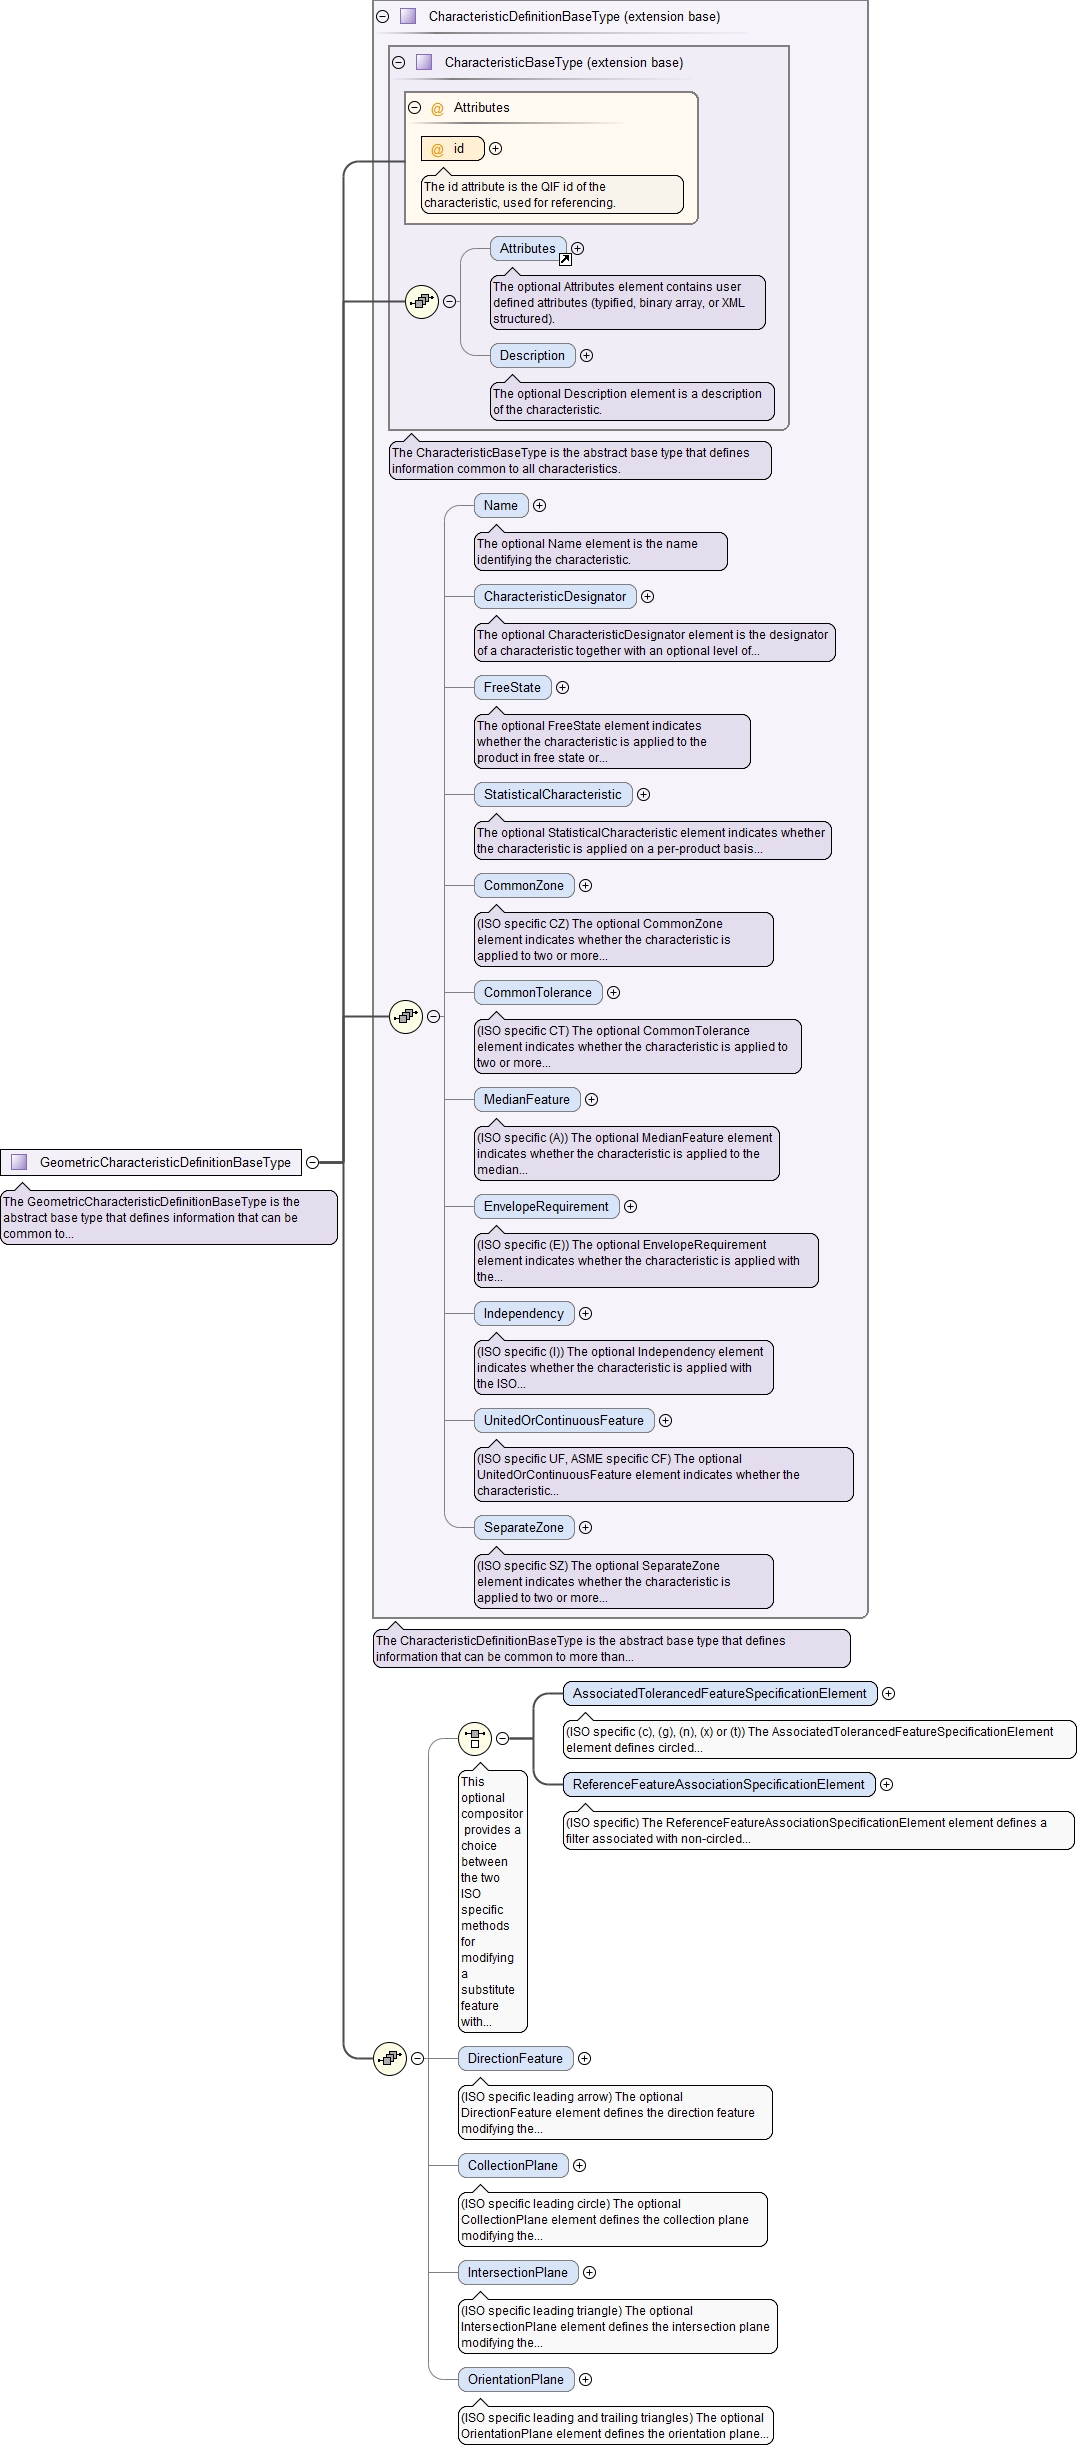 CharacteristicDefinitionBaseType (extension base)
CharacteristicBaseType (extension base)
@ Attributes
@ id
The id attribute is the QIF id of the
characteristic, used for referencing.
Attributes
The optional Attributes element contains user
defined attributes (typified, binary array, or XML
structured).
Description
The optional Description element is a description
of the characteristic.
The CharacteristicBaseType is the abstract base type that defines
information common to all characteristics.
Name
The optional Name element is the name
identifying the characteristic.
CharacteristicDesignator
The optional CharacteristicDesignator element is the designator
of a characteristic together with an optional level of...
FreeState
The optional FreeState element indicates
whether the characteristic is applied to the
product in free state or...
StatisticalCharacteristic
The optional StatisticalCharacteristic element indicates whether
the characteristic is applied on a per-product basis...
CommonZone
(ISO specific CZ) The optional CommonZone
element indicates whether the characteristic is
applied to two or more...
CommonTolerance
(ISO specific CT) The optional CommonTolerance
element indicates whether the characteristic is applied to
two or more...
MedianFeature
(ISO specific (A)) The optional MedianFeature element
indicates whether the characteristic is applied to the
median...
GeometricCharacteristicDefinitionBaseType
The GeometricCharacteristicDefinitionBaseType is the
abstract base type that defines information that can be
common to...
EnvelopeRequirement
(ISO specific (E)) The optional EnvelopeRequirement
element indicates whether the characteristic is applied with
the...
Independency
(ISO specific (I)) The optional Independency element
indicates whether the characteristic is applied with
the ISO...
UnitedOrContinuousFeature
(ISO specific UF, ASME specific CF) The optional
UnitedOrContinuousFeature element indicates whether the
characteristic...
SeparateZone
(ISO specific SZ) The optional SeparateZone
element indicates whether the characteristic is
applied to two or more...
The CharacteristicDefinitionBaseType is the abstract base type that defines
information that can be common to more than...
AssociatedTolerancedFeatureSpecificationElement
(ISO specific (c), (g), (n), (x) or (t)) The AssociatedTolerancedFeatureSpecificationElement
element defines circled...
ReferenceFeatureAssociationSpecificationElement
(ISO specific) The ReferenceFeatureAssociationSpecificationElement element defines a
filter associated with non-circled...
This
optional
compositor
provides a
choice
between
the two
ISO
specific
methods
for
modifying
a
substitute
feature
with...
DirectionFeature
(ISO specific leading arrow) The optional
DirectionFeature element defines the direction feature
modifying the...
CollectionPlane
(ISO specific leading circle) The optional
CollectionPlane element defines the collection plane
modifying the...
IntersectionPlane
(ISO specific leading triangle) The optional
IntersectionPlane element defines the intersection plane
modifying the...
OrientationPlane
(ISO specific leading and trailing triangles) The optional
OrientationPlane element defines the orientation plane...